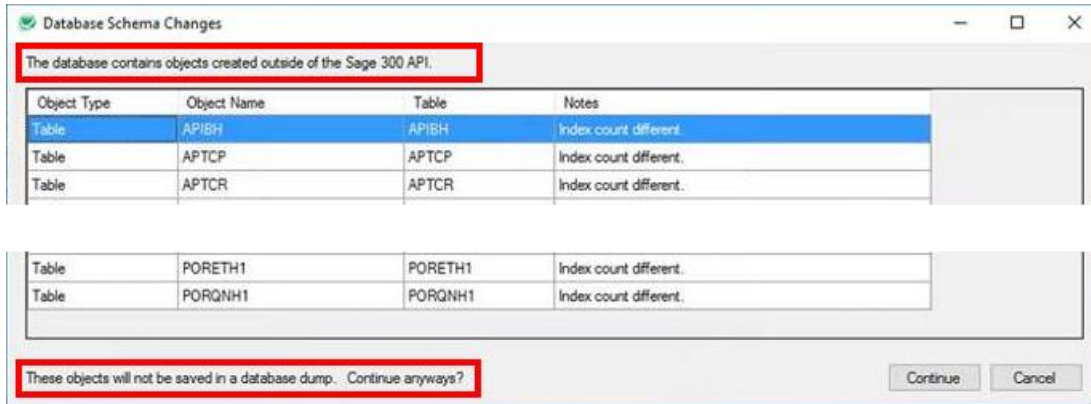 Database Schema Changes
The database contains objects created outside of the Sage 300 API.
Object Type Object Name Table Notes
Table APIBH APIBH Index count different.
Table APTCP APTCP Index count different.
Table APTCR APTCR Index count different.
Table PORETH1 PORETH1 Index count different.
Table PORQNH1 PORQNH1 Index count different.
These objects will not be saved in a database dump. Continue anyways? Continue Cancel